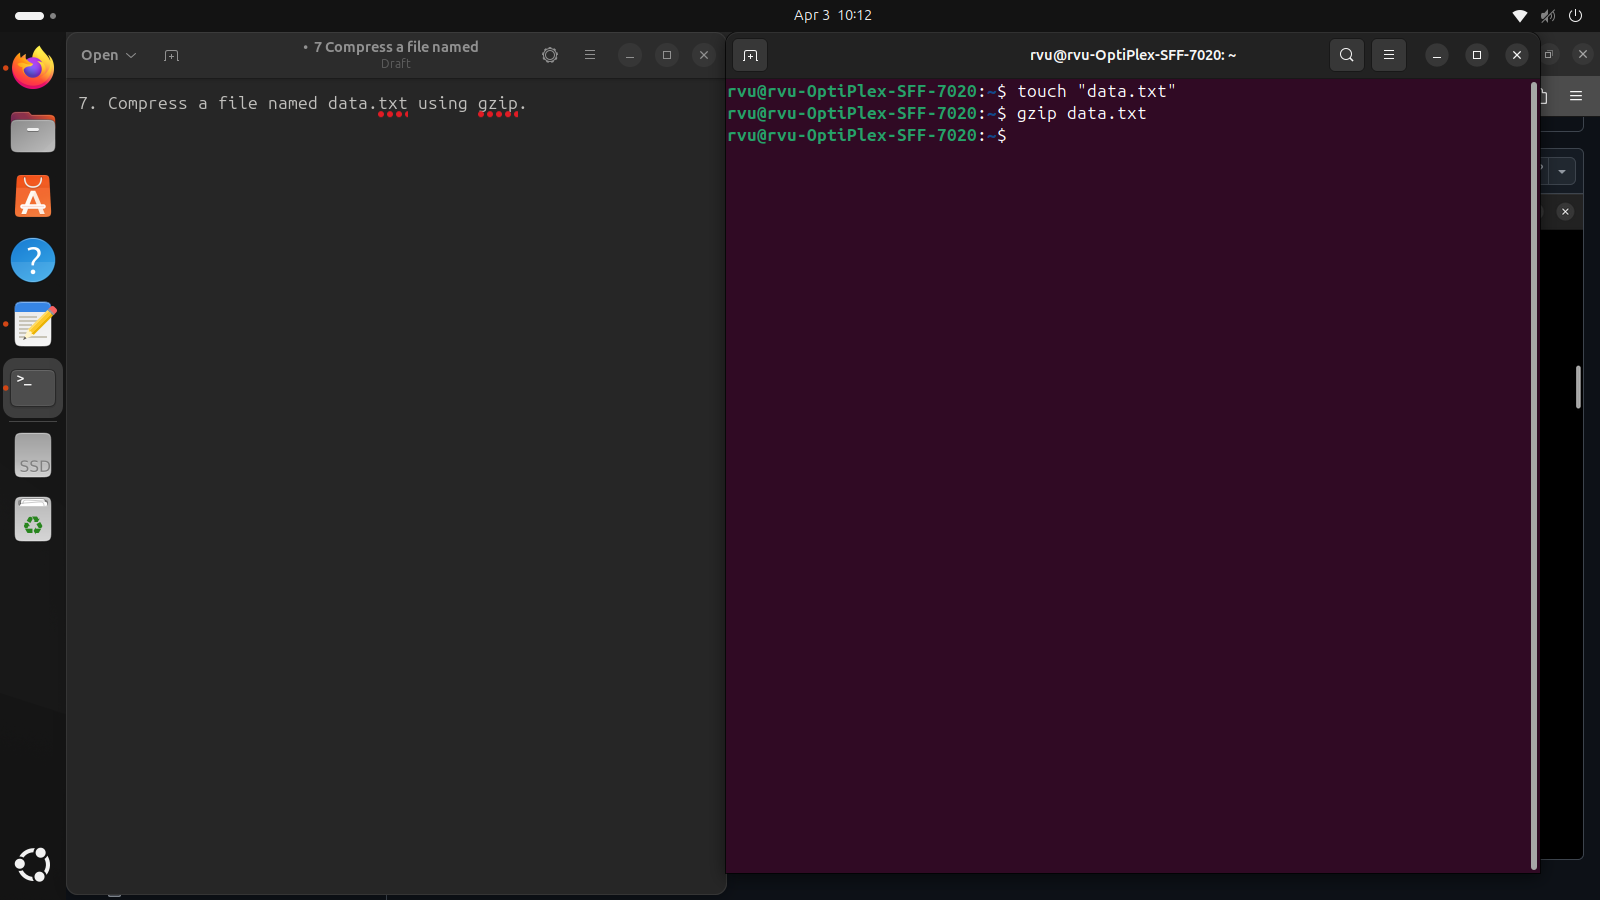 Apr 3 10:12
Open
• 7 Compress a file named
Draft
rvu@rvu-OptiPlex-SFF-7020: ~
7. Compress a file named data.txt using gzip.
rvu@rvu-OptiPlex-SFF-7020:~$ touch "data.txt"
rvu@rvu-OptiPlex-SFF-7020:~$ gzip data.txt
rvu@rvu-OptiPlex-SFF-7020:~$
>_
SSD